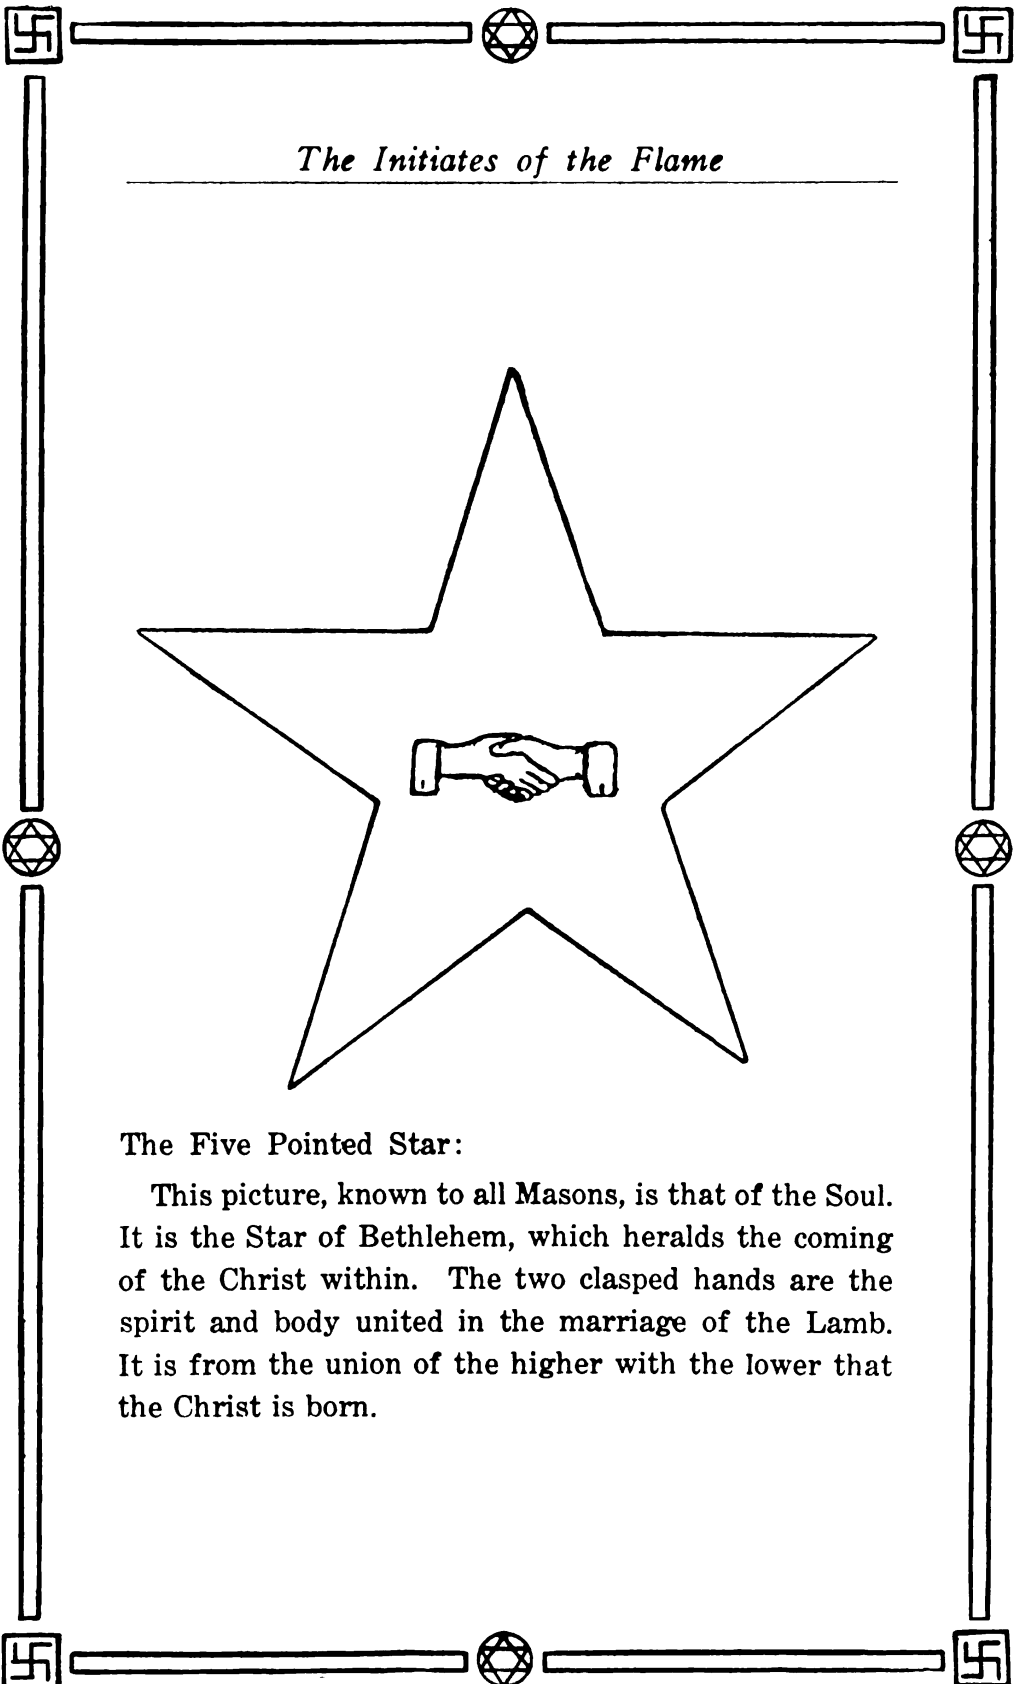 The Initiates of the Flame
The Five Pointed Star:
This picture, known to all Masons, is that of the Soul.
It is the Star of Bethlehem, which heralds the coming
of the Christ within. The two clasped hands are the
spirit and body united in the marriage of the Lamb.
It is from the union of the higher with the lower that
the Christ is born.